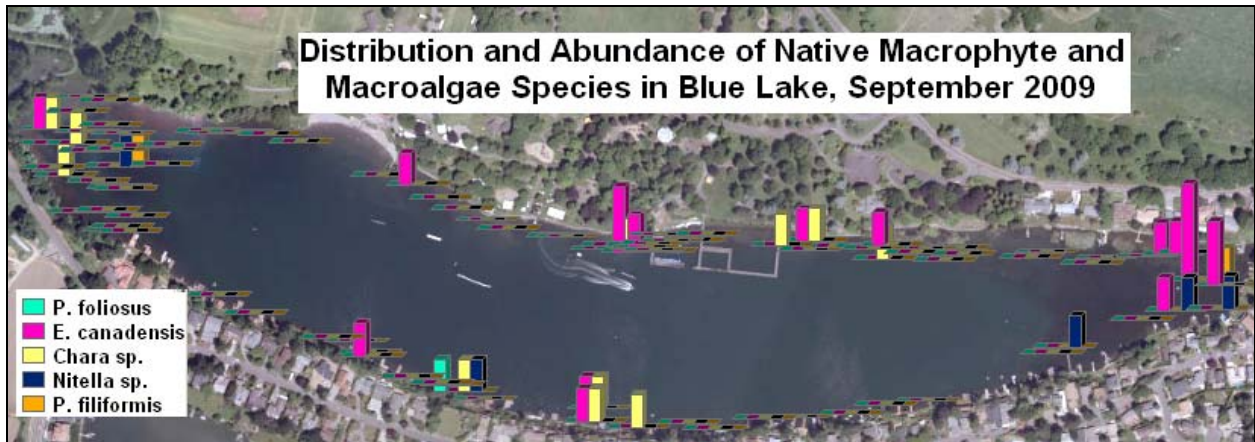 Distribution and Abundance of Native Macrophyte and
Macroalgae Species in Blue Lake, September 2009
P. foliosus
E. canadensis
Chara sp.
Nitella sp.
P. filiformis